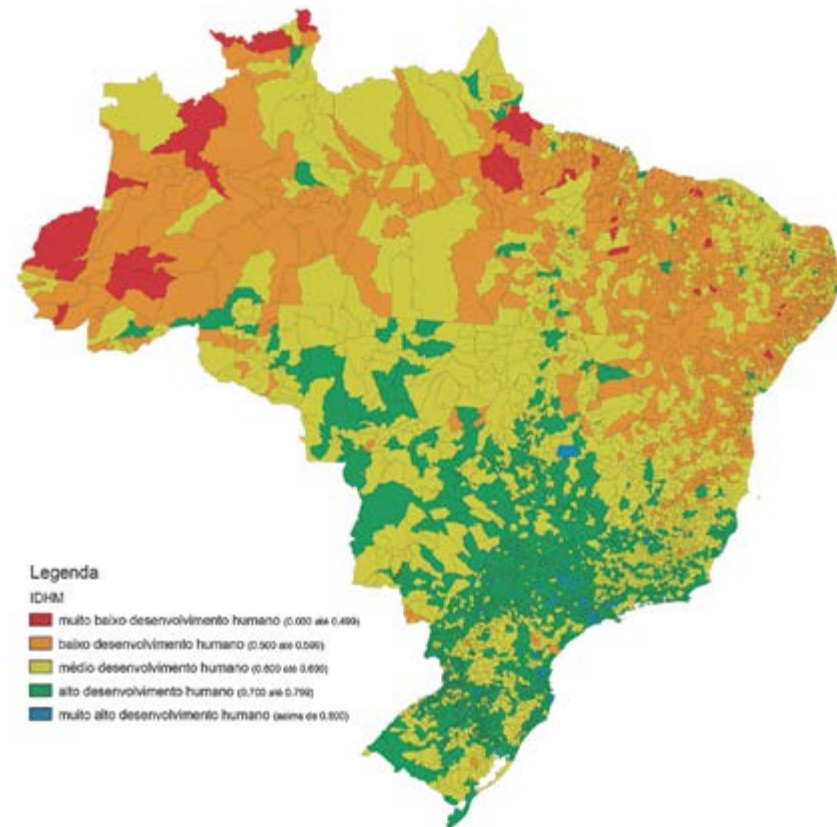 Legenda
IDHM
muito baixo desenvolvimento humano (0.000 até 0.499)
baixo desenvolvimento humano (0.500 até 0.599)
médio desenvolvimento humano (0.600 até 0.699)
alto desenvolvimento humano (0.700 até 0.799)
muito alto desenvolvimento humano (acima de 0.800)